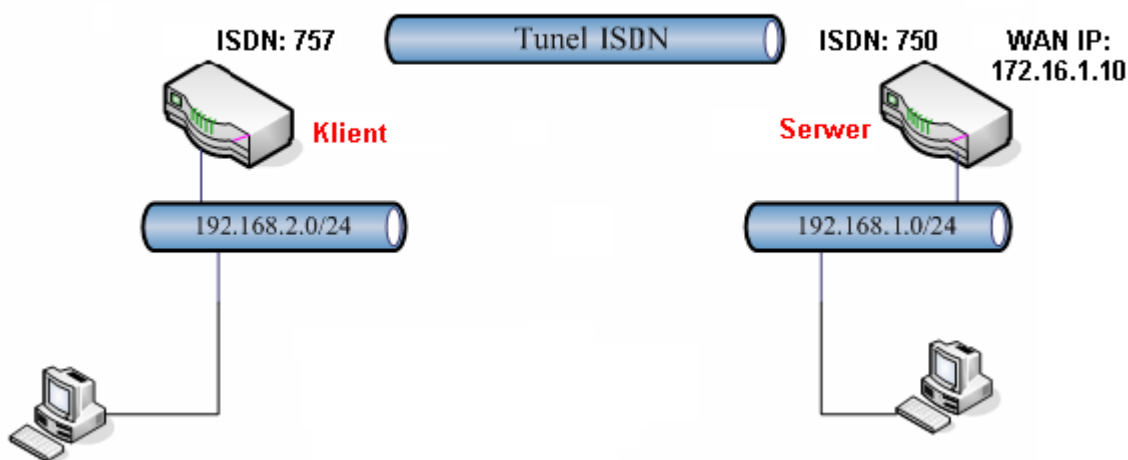 ISDN: 757
Tunel ISDN
ISDN: 750
WAN IP:
172.16.1.10
Klient
Serwer
192.168.2.0/24
192.168.1.0/24